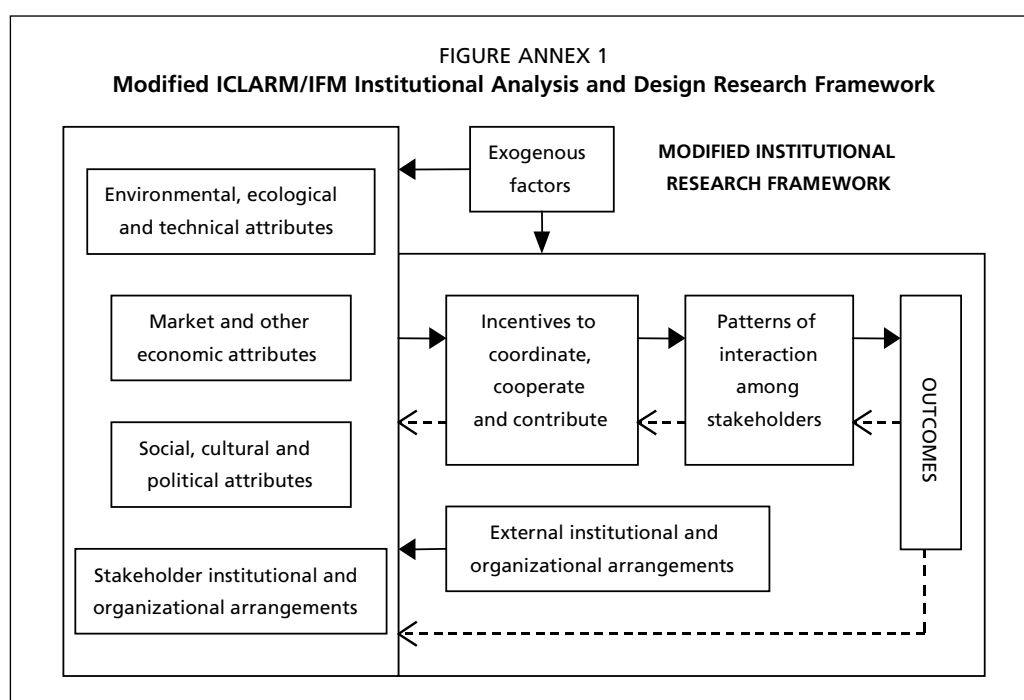 FIGURE ANNEX 1
Modified ICLARM/IFM Institutional Analysis and Design Research Framework
Exogenous
factors
MODIFIED INSTITUTIONAL
RESEARCH FRAMEWORK
Environmental, ecological
and technical attributes
Market and other
economic attributes
Social, cultural and
political attributes
Stakeholder institutional and
organizational arrangements
Incentives to
coordinate,
cooperate
and contribute
Patterns of
interaction
among
stakeholders
OUTCOMES
External institutional and
organizational arrangements